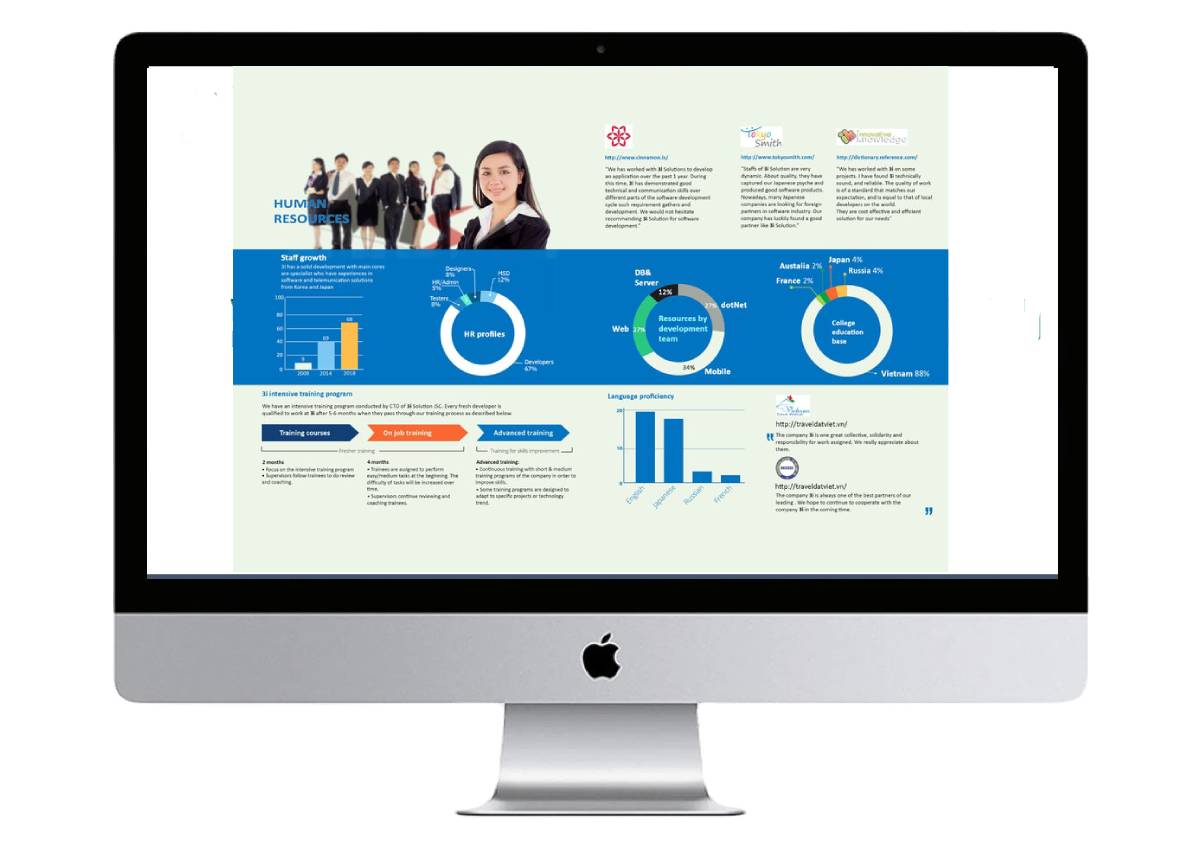 HUMAN
RESOURCES
Tokyo
Smith
innovative
knowledge
http://www.cinnamon.is/
"We has worked with 3i Solutions to develop
an application over the past 1 year. During
this time, 3i has demonstrated good
technical and communication skills over
different parts of the software development
cycle such requirement gathers and
development. We would not hesitate
recommending 3i Solution for software
development."
http://www.tokyosmith.com/
"Staffs of 3i Solution are very
dynamic. About quality, they have
captured our Japanese psyche and
produced good software products.
Nowadays, many Japanese
companies are looking for foreign
partners in software industry. Our
company has luckily found a good
partner like 3i Solution."
http://dictionary.reference.com/
"We has worked with 3i on some
projects. I have found 3i technically
sound, and reliable. The quality of work
is of a standard that matches our
expectation, and is equal to that of local
developers on the world.
They are cost effective and efficient
solution for our needs"
Staff growth
3i has a solid development with main cores
are specialist who have experiences in
software and telemunication solutions
from Korea and Japan
100
80
60
40
20
0
9
68
2009
2014
2018
HR profiles
Designers
8%
HR/Admin
5%
Testers
8%
MSD
12%
Developers
67%
Resources by
development
team
DB&
Server
12%
27%
dotNet
Web
27%
34%
Mobile
College
education
base
Austalia 2%
Japan 4%
Russia 4%
France 2%
Vietnam 88%
3i intensive training program
We have an intensive training program conducted by CTO of 3i Solution JSC. Every fresh developer is
qualified to work at 3i after 5-6 months when they pass through our training process as described below:
Training courses
On job training
Advanced training
Fresher training
Training for skills improvement
2 months
• Focus on the intensive training program
• Supervisors follow trainees to do review
and coaching.
4 months
• Trainees are assigned to perform
easy/medium tasks at the beginning. The
difficulty of tasks will be increased over
time.
• Supervisors continue reviewing and
coaching trainees.
Advanced training:
• Continuous training with short & medium
training programs of the company in order to
improve skills.
• Some training programs are designed to
adapt to specific projects or technology
trend.
Language proficiency
20
10
0
English
Japanese
Russian
French
http://traveldatviet.vn/
"The company 3i is one great collective, solidarity and
responsibility for work assigned. We really appreciate about
them.
http://traveldatviet.vn/
The company 3i is always one of the best partners of our
leading . We hope to continue to cooperate with the
company 3i in the coming time.
"